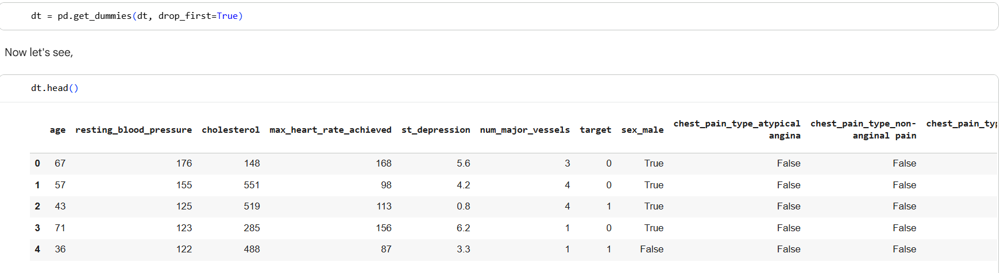 dt = pd.get_dummies(dt, drop_first=True)
Now let's see,
dt.head()
age resting_blood_pressure cholesterol max_heart_rate_achieved st_depression num_major_vessels target sex_male chest_pain_type_atypical angina chest_pain_type_non-anginal pain chest_pain_ty
0 67 176 148 168 5.6 3 0 True False False
1 57 155 551 98 4.2 4 0 True False False
2 43 125 519 113 0.8 4 1 True False False
3 71 123 285 156 6.2 1 0 True False False
4 36 122 488 87 3.3 1 1 False False False